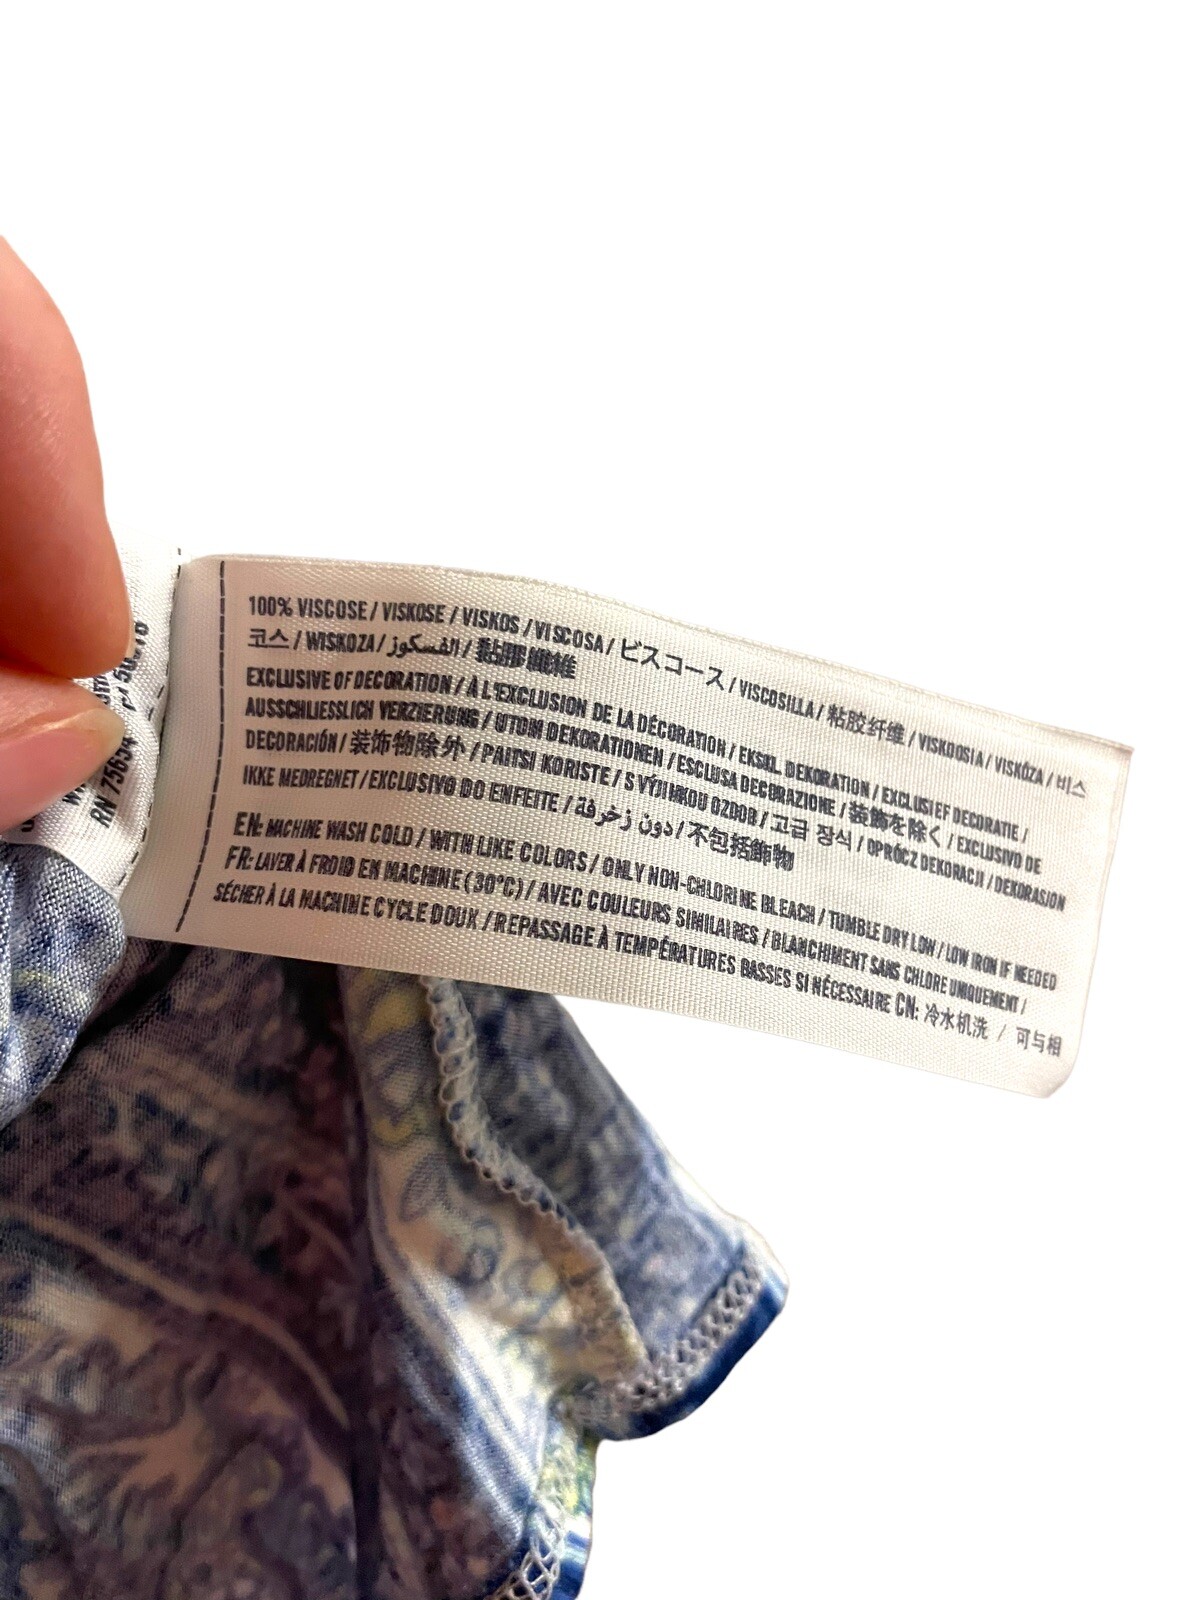 100% VISCOSE / VISKOSE / VISKOS / VISCOSA / ビスコース / VISCOSILLA / 粘胶纤维 / VISKOOSIA / VISKÓZA / 비스
코스 / WISKOZA / الفسكوز /
EXCLUSIVE OF DECORATION / À L'EXCLUSION DE LA DÉCORATION / EKSKL DEKORATION / EXCLUSIEF DECORATIE /
AUSSCHLIESSLICH VERZIERUNG / UTOM DEKORATIONEN / ESCLUSA DECORAZIONE / 装飾を除く / EXCLUSIVO DE
DECORACIÓN / 装饰物除外 / PAITSI KORISTE / S VÝJIMKOU OZDOB / 고급 장식 / OPRÓCZ DEKORACJI / DEKORASJON
IKKE MEDREGNET / EXCLUSIVO DO ENFEITE / دون زخرفة / 不包括飾物
EN: MACHINE WASH COLD / WITH LIKE COLORS / ONLY NON-CHLORINE BLEACH / TUMBLE DRY LOW / LOW IRON IF NEEDED
FR: LAVER À FROID EN MACHINE (30°C) / AVEC COULEURS SIMILAIRES / BLANCHIMENT SANS CHLORE UNIQUEMENT /
SÉCHER À LA MACHINE CYCLE DOUX / REPASSAGE À TEMPÉRATURES BASSES SI NÉCESSAIRE CN: 冷水机洗 / 可与相
RN 75654